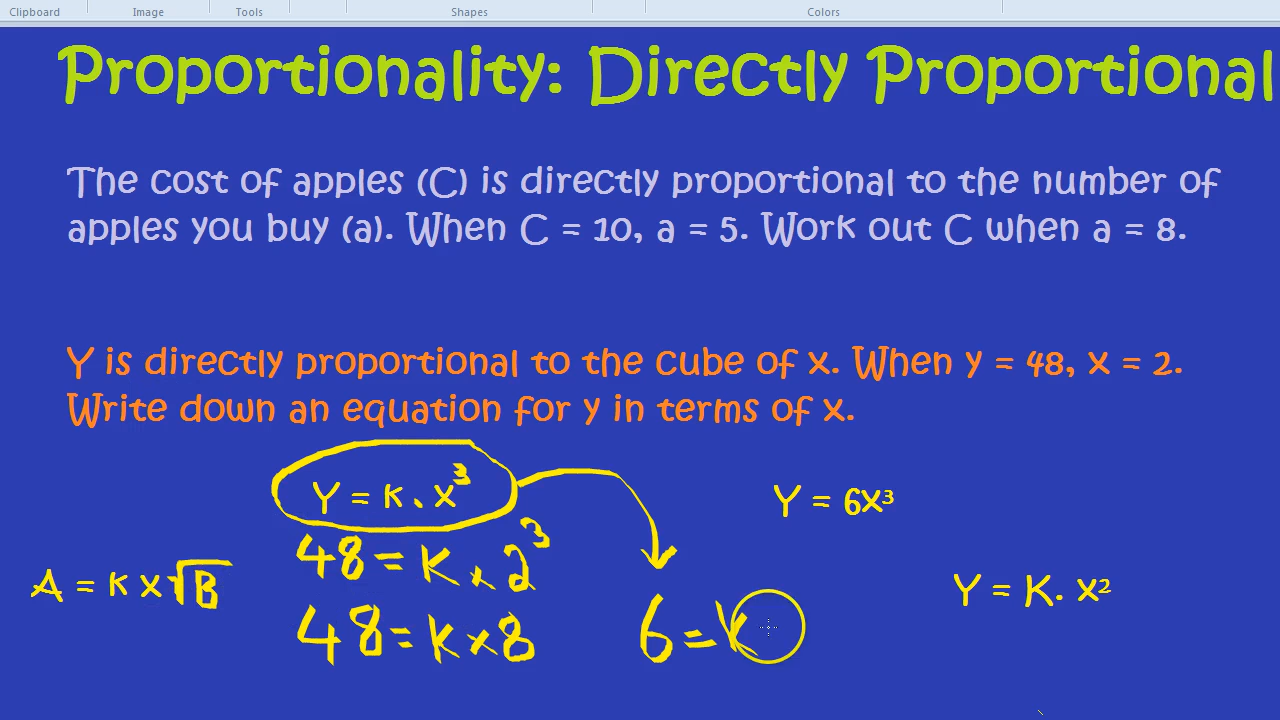 Clipboard Image Tools Shapes Colors
Proportionality: Directly Proportional
The cost of apples (C) is directly proportional to the number of
apples you buy (a). When C = 10, a = 5. Work out C when a = 8.
Y is directly proportional to the cube of x. When y = 48, x = 2.
Write down an equation for y in terms of x.
Y = K . X³
Y = 6x³
48 = K x 2³
A = K x √B
Y = K. x²
48 = K x 8
6 = K